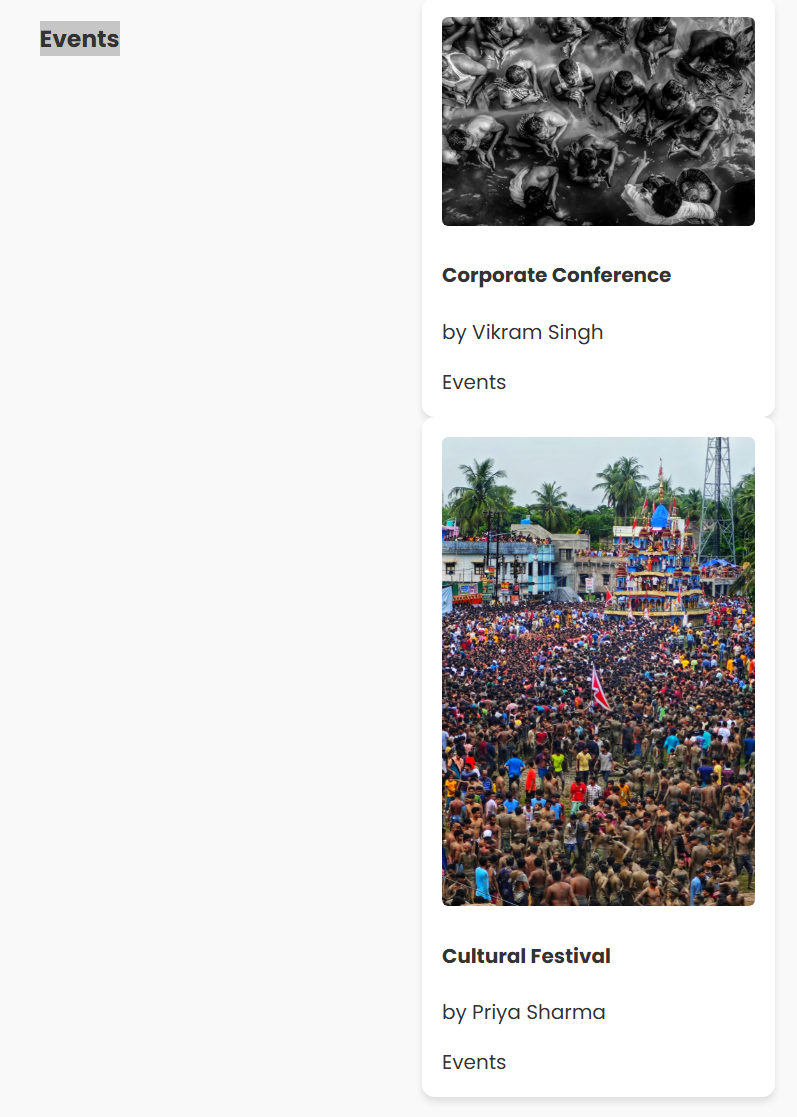 Events
Corporate Conference
by Vikram Singh
Events
Cultural Festival
by Priya Sharma
Events